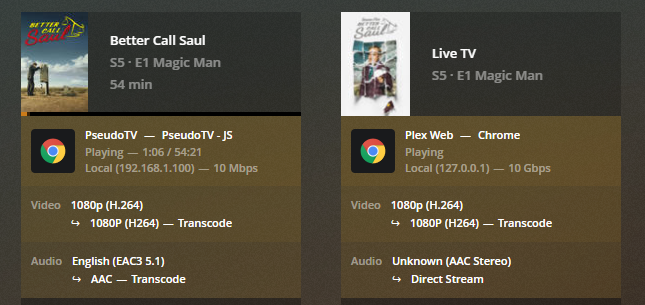 BETTER CALL Saul
Better Call Saul
S5 · E1 Magic Man
54 min
PseudoTV — PseudoTV - JS
Playing — 1:06 / 54:21
Local (192.168.1.100) — 10 Mbps
Video 1080p (H.264)
↪ 1080P (H264) — Transcode
Audio English (EAC3 5.1)
↪ AAC — Transcode
BETTER CALL Saul
Live TV
S5 · E1 Magic Man
Plex Web — Chrome
Playing
Local (127.0.0.1) — 10 Gbps
Video 1080p (H.264)
↪ 1080P (H264) — Transcode
Audio Unknown (AAC Stereo)
↪ Direct Stream